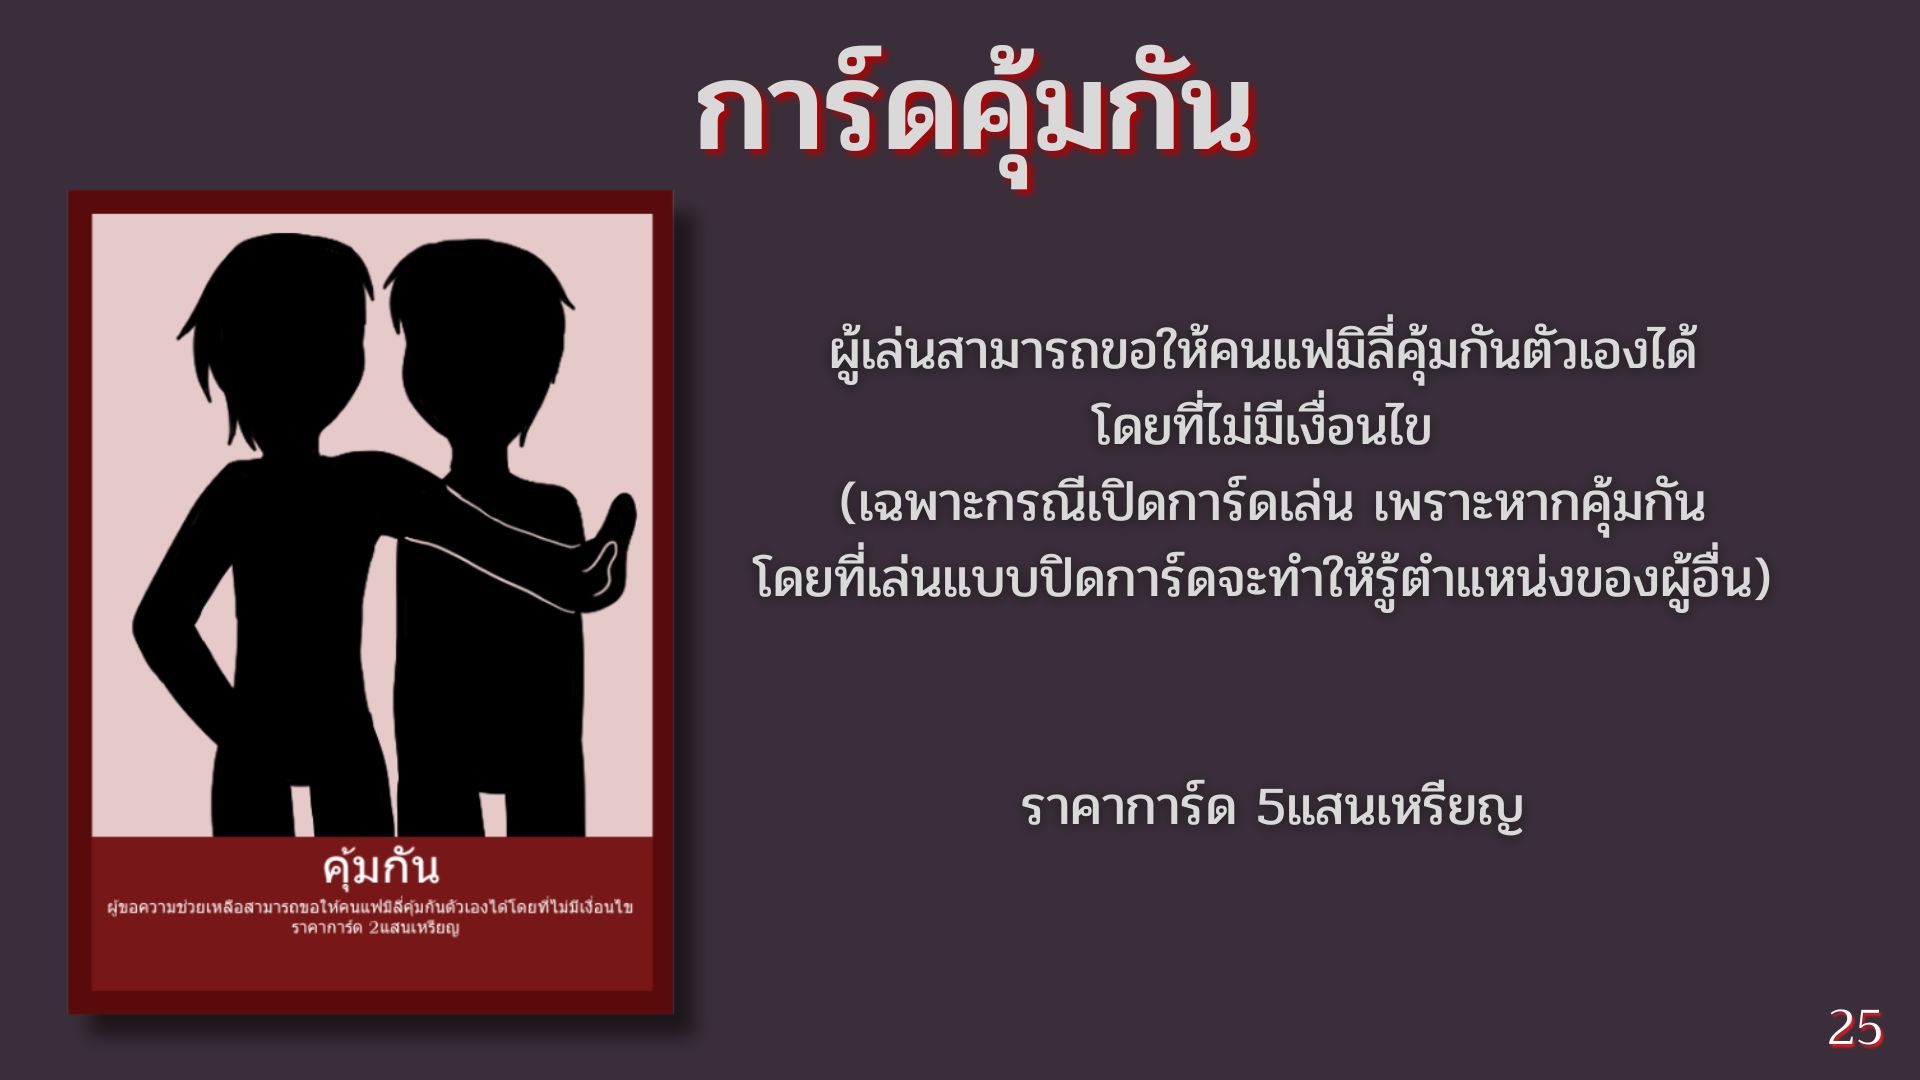 การ์ดคุ้มกัน
ผู้เล่นสามารถขอให้คนแฟมิลี่คุ้มกันตัวเองได้
โดยที่ไม่มีเงื่อนไข
(เฉพาะกรณีเปิดการ์ดเล่น เพราะหากคุ้มกัน
โดยที่เล่นแบบปิดการ์ดจะทำให้รู้ตำแหน่งของผู้อื่น)
ราคาการ์ด 5แสนเหรียญ
คุ้มกัน
ผู้ขอความช่วยเหลือสามารถขอให้คนแฟมิลี่คุ้มกันตัวเองได้โดยที่ไม่มีเงื่อนไข
ราคาการ์ด 2แสนเหรียญ
25